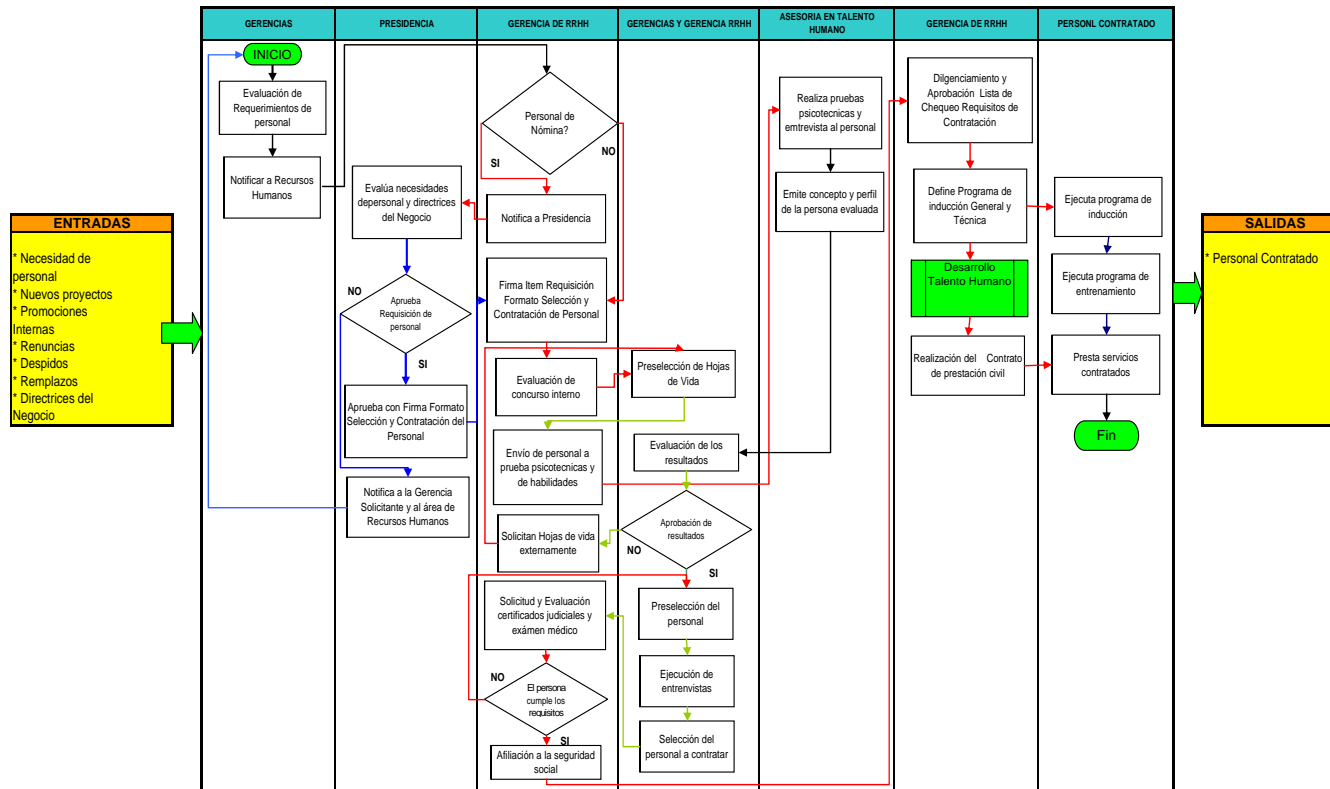 GERENCIAS
PRESIDENCIA
GERENCIA DE RRHH
GERENCIAS Y GERENCIA RRHH
ASESORIA EN TALENTO
HUMANO
GERENCIA DE RRHH
PERSONL CONTRATADO
ENTRADAS
* Necesidad de
personal
* Nuevos proyectos
* Promociones
Internas
* Renuncias
* Despidos
* Remplazos
* Directrices del
Negocio
INICIO
Evaluación de
Requerimientos de
personal
Notificar a Recursos
Humanos
Evalúa necesidades
depersonal y directrices
del Negocio
NO
Aprueba
Requisición de
personal
SI
Aprueba con Firma Formato
Selección y Contratación del
Personal
Notifica a la Gerencia
Solicitante y al área de
Recursos Humanos
Personal de
Nómina?
SI
NO
Notifica a Presidencia
Firma Item Requisición
Formato Selección y
Contratación de Personal
Evaluación de
concurso interno
Envío de personal a
prueba psicotecnicas y
de habilidades
Solicitan Hojas de vida
externamente
Solicitud y Evaluación
certificados judiciales y
exámen médico
NO
El persona
cumple los
requisitos
SI
Afiliación a la seguridad
social
Preselección de Hojas
de Vida
Evaluación de los
resultados
Aprobación de
resultados
NO
SI
Preselección del
personal
Ejecución de
entrenvistas
Selección del
personal a contratar
Realiza pruebas
psicotecnicas y
emtrevista al personal
Emite concepto y perfil
de la persona evaluada
Dilgenciamiento y
Aprobación Lista de
Chequeo Requisitos de
Contratación
Define Programa de
inducción General y
Técnica
Desarrollo
Talento Humano
Realización del Contrato
de prestación civil
Ejecuta programa de
inducción
Ejecuta programa de
entrenamiento
Presta servicios
contratados
Fin
SALIDAS
* Personal Contratado